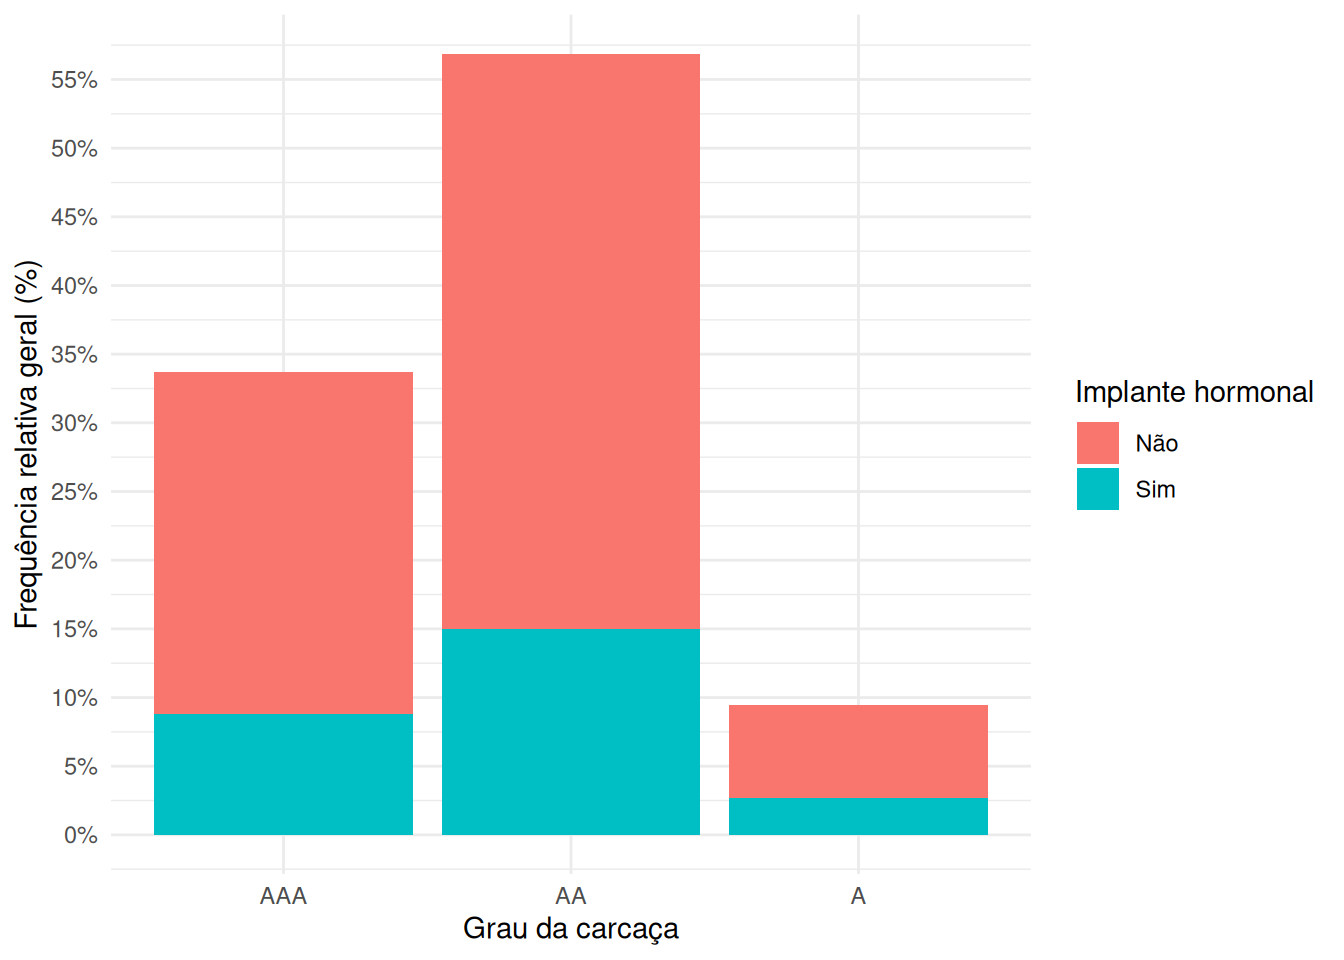 Frequência relativa geral (%)
55%
50%
45%
40%
35%
30%
25%
20%
15%
10%
5%
0%
AAA AA A
Grau da carcaça
Implante hormonal
Não
Sim